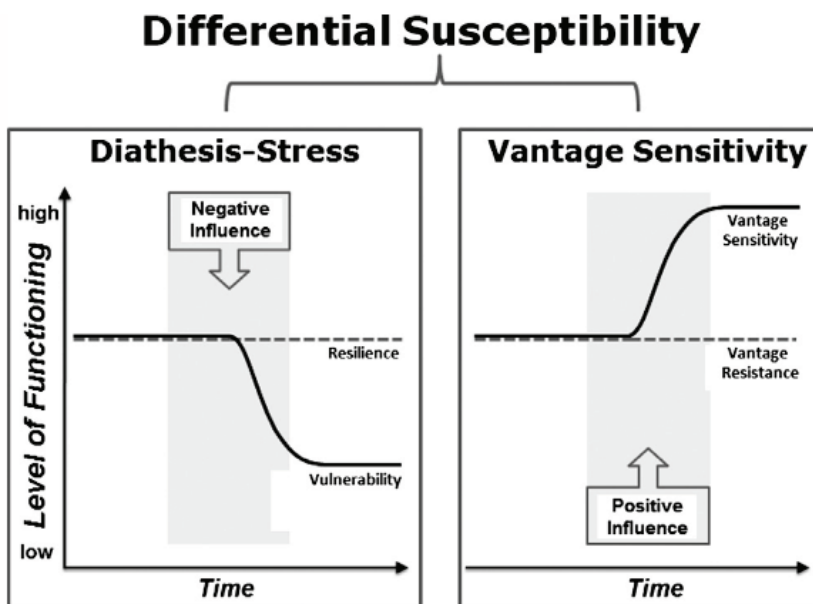 Differential Susceptibility
Diathesis-Stress
high
Level of Functioning
low
Negative
Influence
Resilience
Vulnerability
Time
Vantage Sensitivity
Vantage
Sensitivity
Vantage
Resistance
Positive
Influence
Time